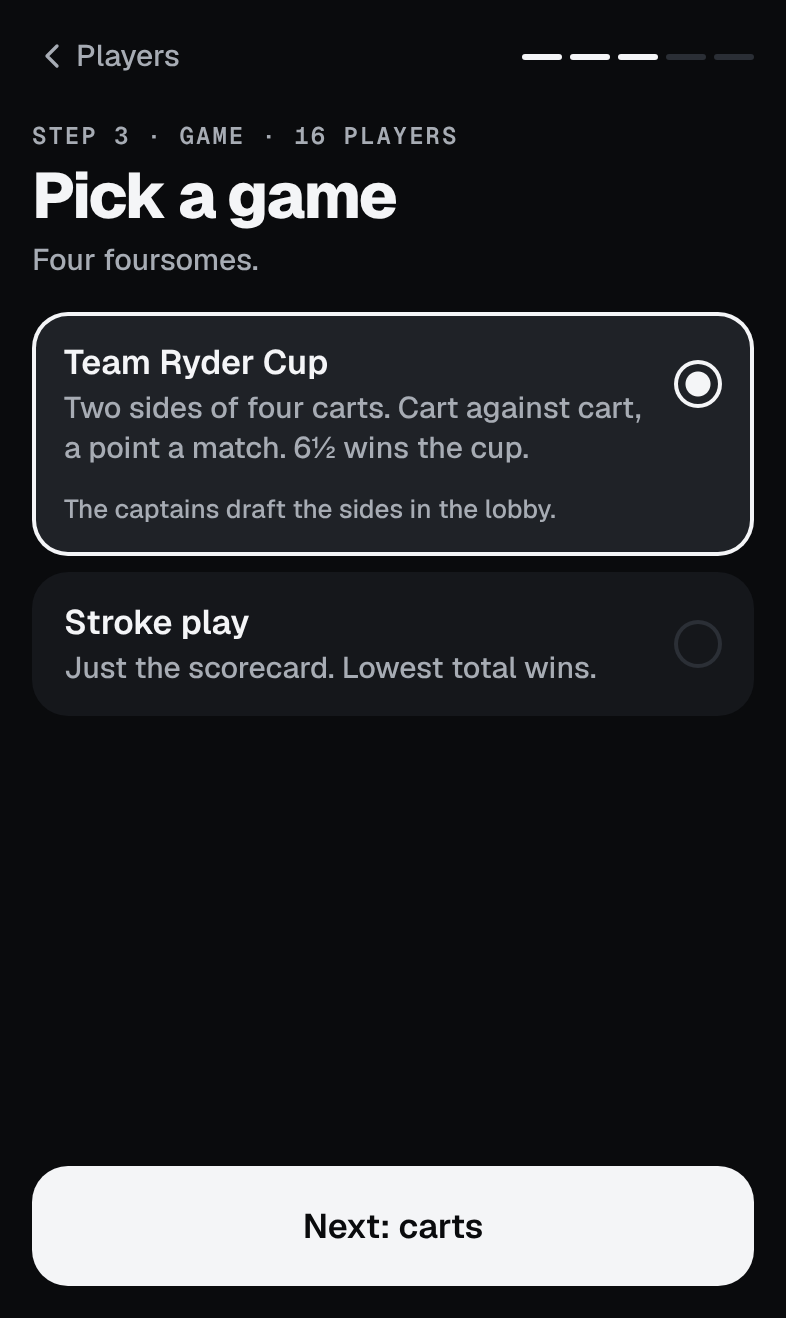 Players
STEP 3 · GAME · 16 PLAYERS
Pick a game
Four foursomes.
Team Ryder Cup
Two sides of four carts. Cart against cart,
a point a match. 6½ wins the cup.
The captains draft the sides in the lobby.
Stroke play
Just the scorecard. Lowest total wins.
Next: carts